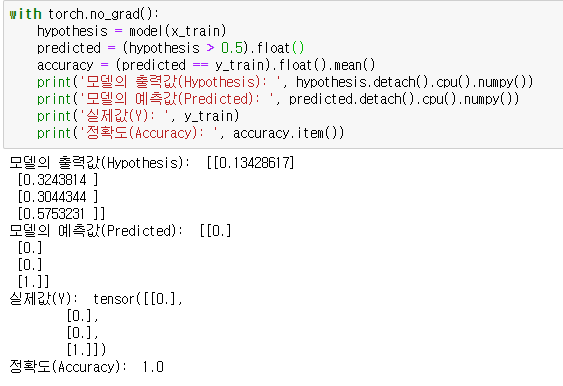 with torch.no_grad():
    hypothesis = model(x_train)
    predicted = (hypothesis > 0.5).float()
    accuracy = (predicted == y_train).float().mean()
    print('모델의 출력값(Hypothesis): ', hypothesis.detach().cpu().numpy())
    print('모델의 예측값(Predicted): ', predicted.detach().cpu().numpy())
    print('실제값(Y): ', y_train)
    print('정확도(Accuracy): ', accuracy.item())
모델의 출력값(Hypothesis):  [[0.13428617]
 [0.3243814 ]
 [0.3044344 ]
 [0.5753231 ]]
모델의 예측값(Predicted):  [[0.]
 [0.]
 [0.]
 [1.]]
실제값(Y):  tensor([[0.],
        [0.],
        [0.],
        [1.]])
정확도(Accuracy):  1.0